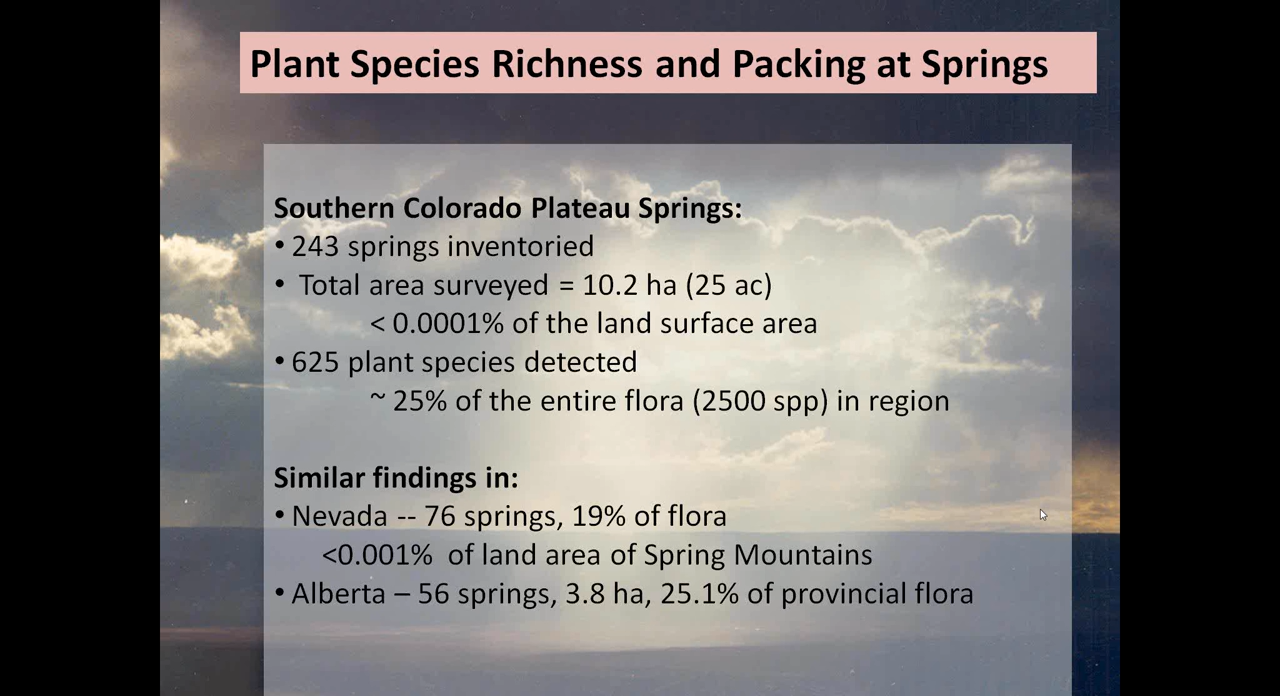 Plant Species Richness and Packing at Springs
Southern Colorado Plateau Springs:
• 243 springs inventoried
• Total area surveyed = 10.2 ha (25 ac)
< 0.0001% of the land surface area
• 625 plant species detected
~ 25% of the entire flora (2500 spp) in region
Similar findings in:
• Nevada -- 76 springs, 19% of flora
<0.001% of land area of Spring Mountains
• Alberta – 56 springs, 3.8 ha, 25.1% of provincial flora